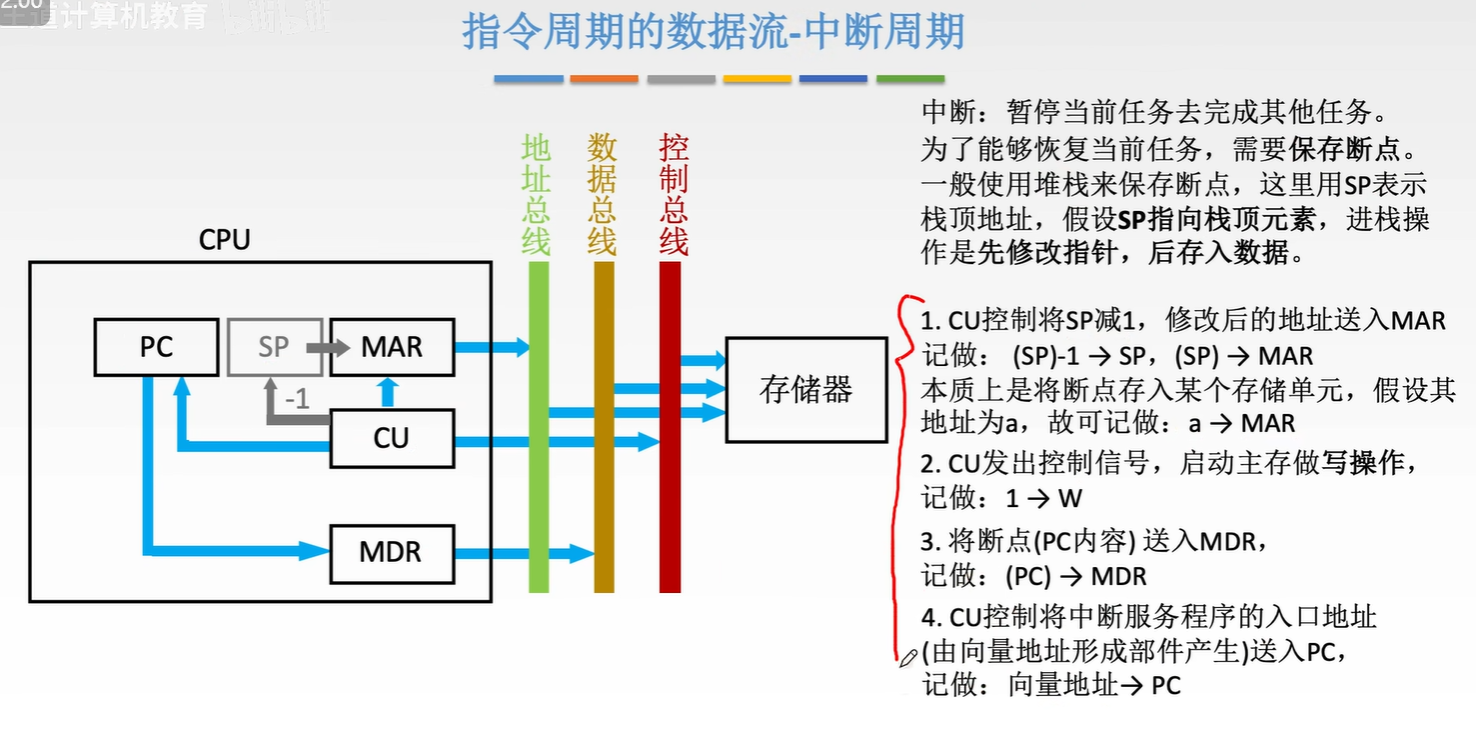 2.00
王道计算机教育
bilibili
指令周期的数据流-中断周期
地址总线
数据总线
控制总线
CPU
PC
SP
MAR
-1
CU
MDR
存储器
中断：暂停当前任务去完成其他任务。
为了能够恢复当前任务，需要保存断点。
一般使用堆栈来保存断点，这里用SP表示
栈顶地址，假设SP指向栈顶元素，进栈操
作是先修改指针，后存入数据。
1. CU控制将SP减1，修改后的地址送入MAR
记做： (SP)-1 → SP，(SP) → MAR
本质上是将断点存入某个存储单元，假设其
地址为a，故可记做：a → MAR
2. CU发出控制信号，启动主存做写操作，
记做：1 → W
3. 将断点(PC内容) 送入MDR，
记做：(PC) → MDR
4. CU控制将中断服务程序的入口地址
(由向量地址形成部件产生)送入PC，
记做：向量地址→ PC